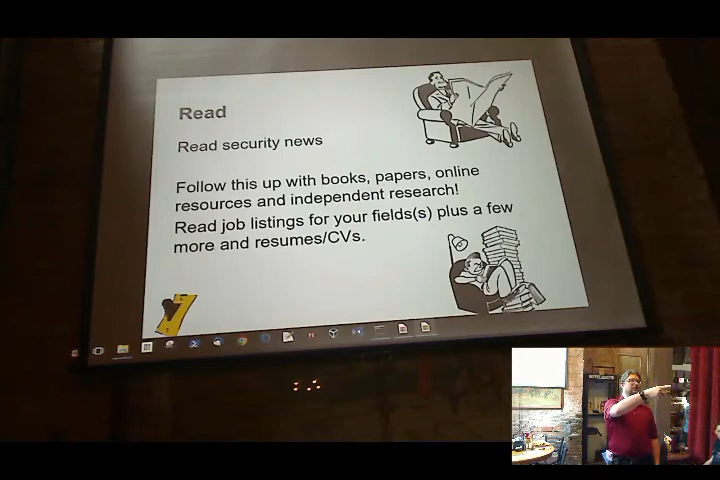 Read
Read security news
Follow this up with books, papers, online
resources and independent research!
Read job listings for your fields(s) plus a few
more and resumes/CVs.